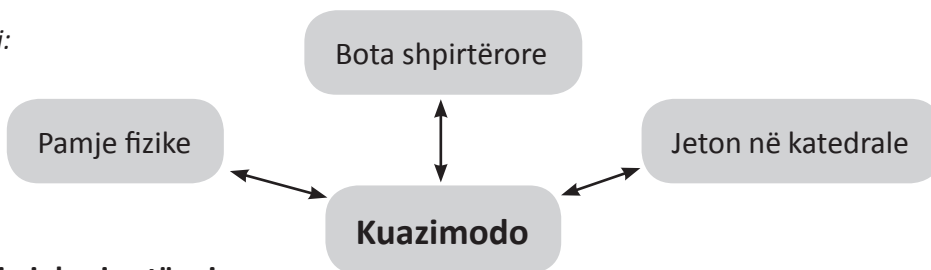 i:
Bota shpirtërore
Pamje fizike
Jeton në katedrale
Kuazimodo